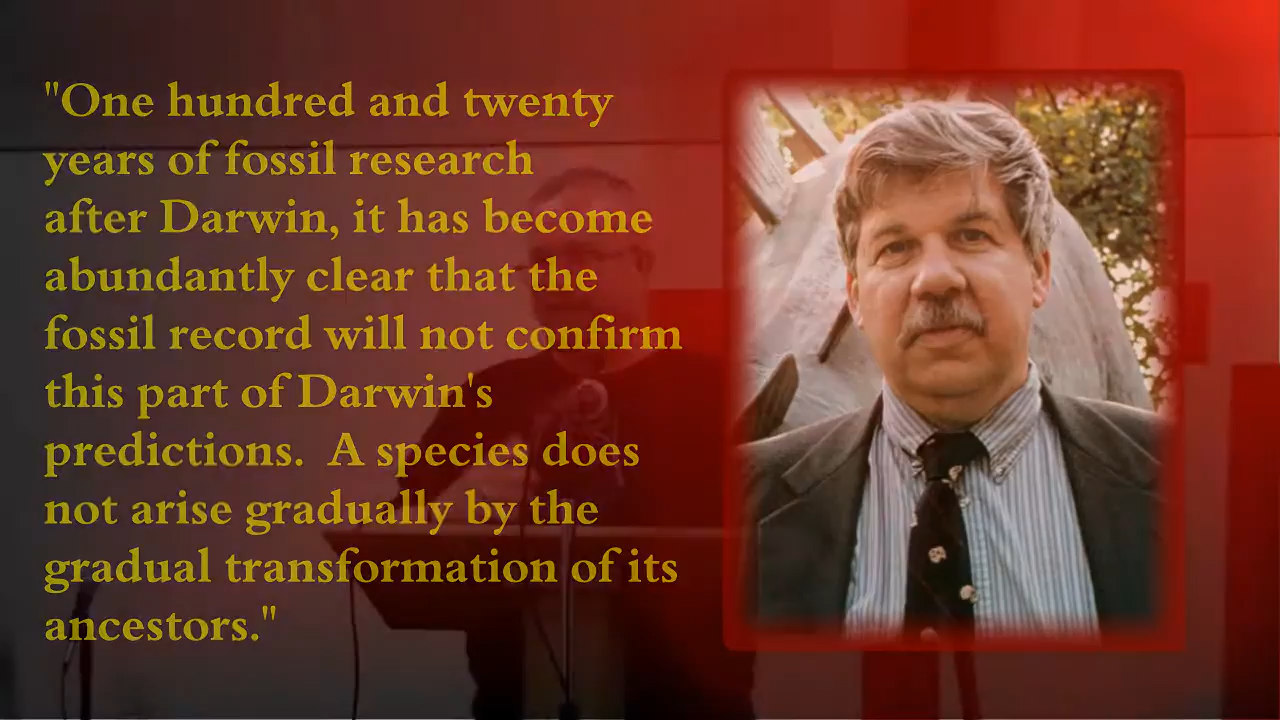 "One hundred and twenty
years of fossil research
after Darwin, it has become
abundantly clear that the
fossil record will not confirm
this part of Darwin's
predictions.  A species does
not arise gradually by the
gradual transformation of its
ancestors."